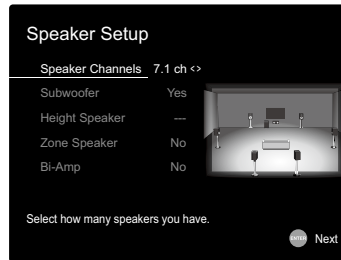 Speaker Setup
Speaker Channels 7.1 ch <>
Subwoofer Yes
Height Speaker ---
Zone Speaker No
Bi-Amp No
Select how many speakers you have.
ENTER Next